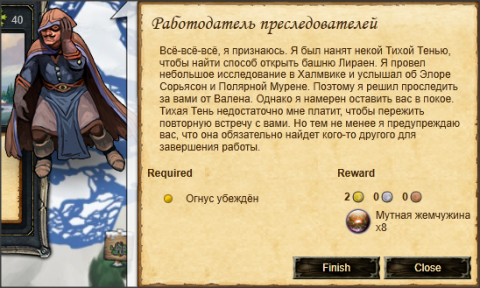 40
Работодатель преследователей
Всё-всё-всё, я признаюсь. Я был нанят некой Тихой Тенью,
чтобы найти способ открыть башню Лираен. Я провел
небольшое исследование в Халмвике и услышал об Элоре
Сорьясон и Полярной Мурене. Поэтому я решил проследить
за вами от Валена. Однако я намерен оставить вас в покое.
Тихая Тень недостаточно мне платит, чтобы пережить
повторную встречу с вами. Но тем не менее я предупреждаю
вас, что она обязательно найдет кого-то другого для
завершения работы.
Required
Reward
Огнус убеждён
2 0 0
Мутная жемчужина
x8
Finish
Close